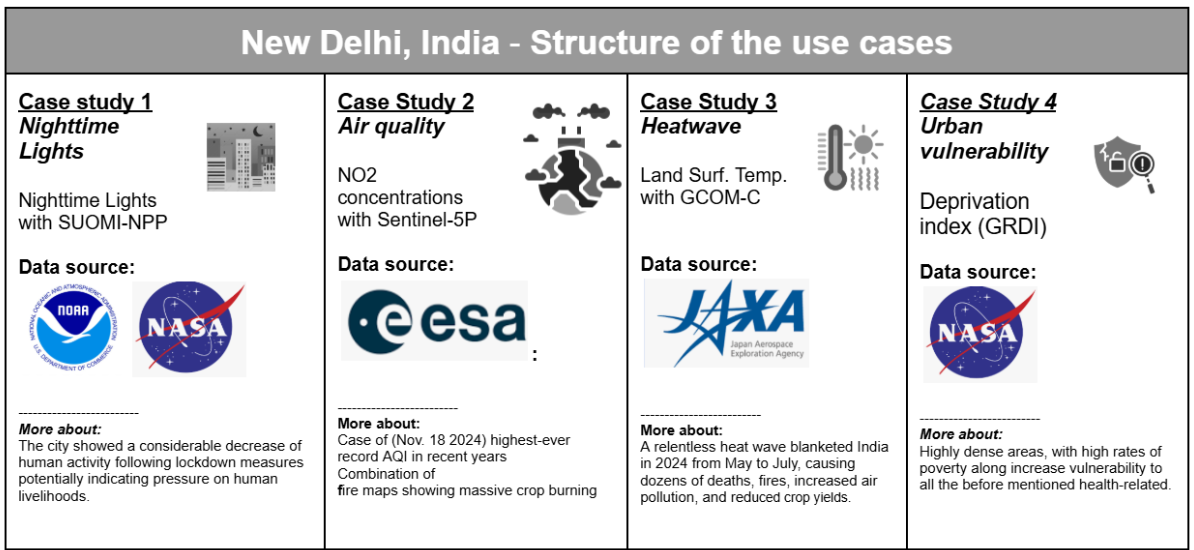 New Delhi, India - Structure of the use cases
Case study 1
Nighttime
Lights
Nighttime Lights
with SUOMI-NPP
Data source:
NATIONAL OCEANIC AND ATMOSPHERIC ADMINISTRATION
NOAA
U.S. DEPARTMENT OF COMMERCE
NASA
-------------------------
More about:
The city showed a considerable decrease of
human activity following lockdown measures
potentially indicating pressure on human
livelihoods.
Case Study 2
Air quality
NO2
concentrations
with Sentinel-5P
Data source:
esa
:
-------------------------
More about:
Case of (Nov. 18 2024) highest-ever
record AQI in recent years
Combination of
fire maps showing massive crop burning
Case Study 3
Heatwave
Land Surf. Temp.
with GCOM-C
Data source:
JAXA
Japan Aerospace
Exploration Agency
-------------------------
More about:
A relentless heat wave blanketed India
in 2024 from May to July, causing
dozens of deaths, fires, increased air
pollution, and reduced crop yields.
Case Study 4
Urban
vulnerability
Deprivation
index (GRDI)
Data source:
NASA
-------------------------
More about:
Highly dense areas, with high rates of
poverty along increase vulnerability to
all the before mentioned health-related.